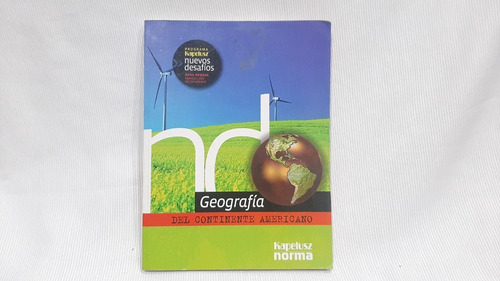 PROGRAMA
Kapelusz
nuevos
desafíos
nd
Geografía
DEL CONTINENTE AMERICANO
Kapelusz
norma